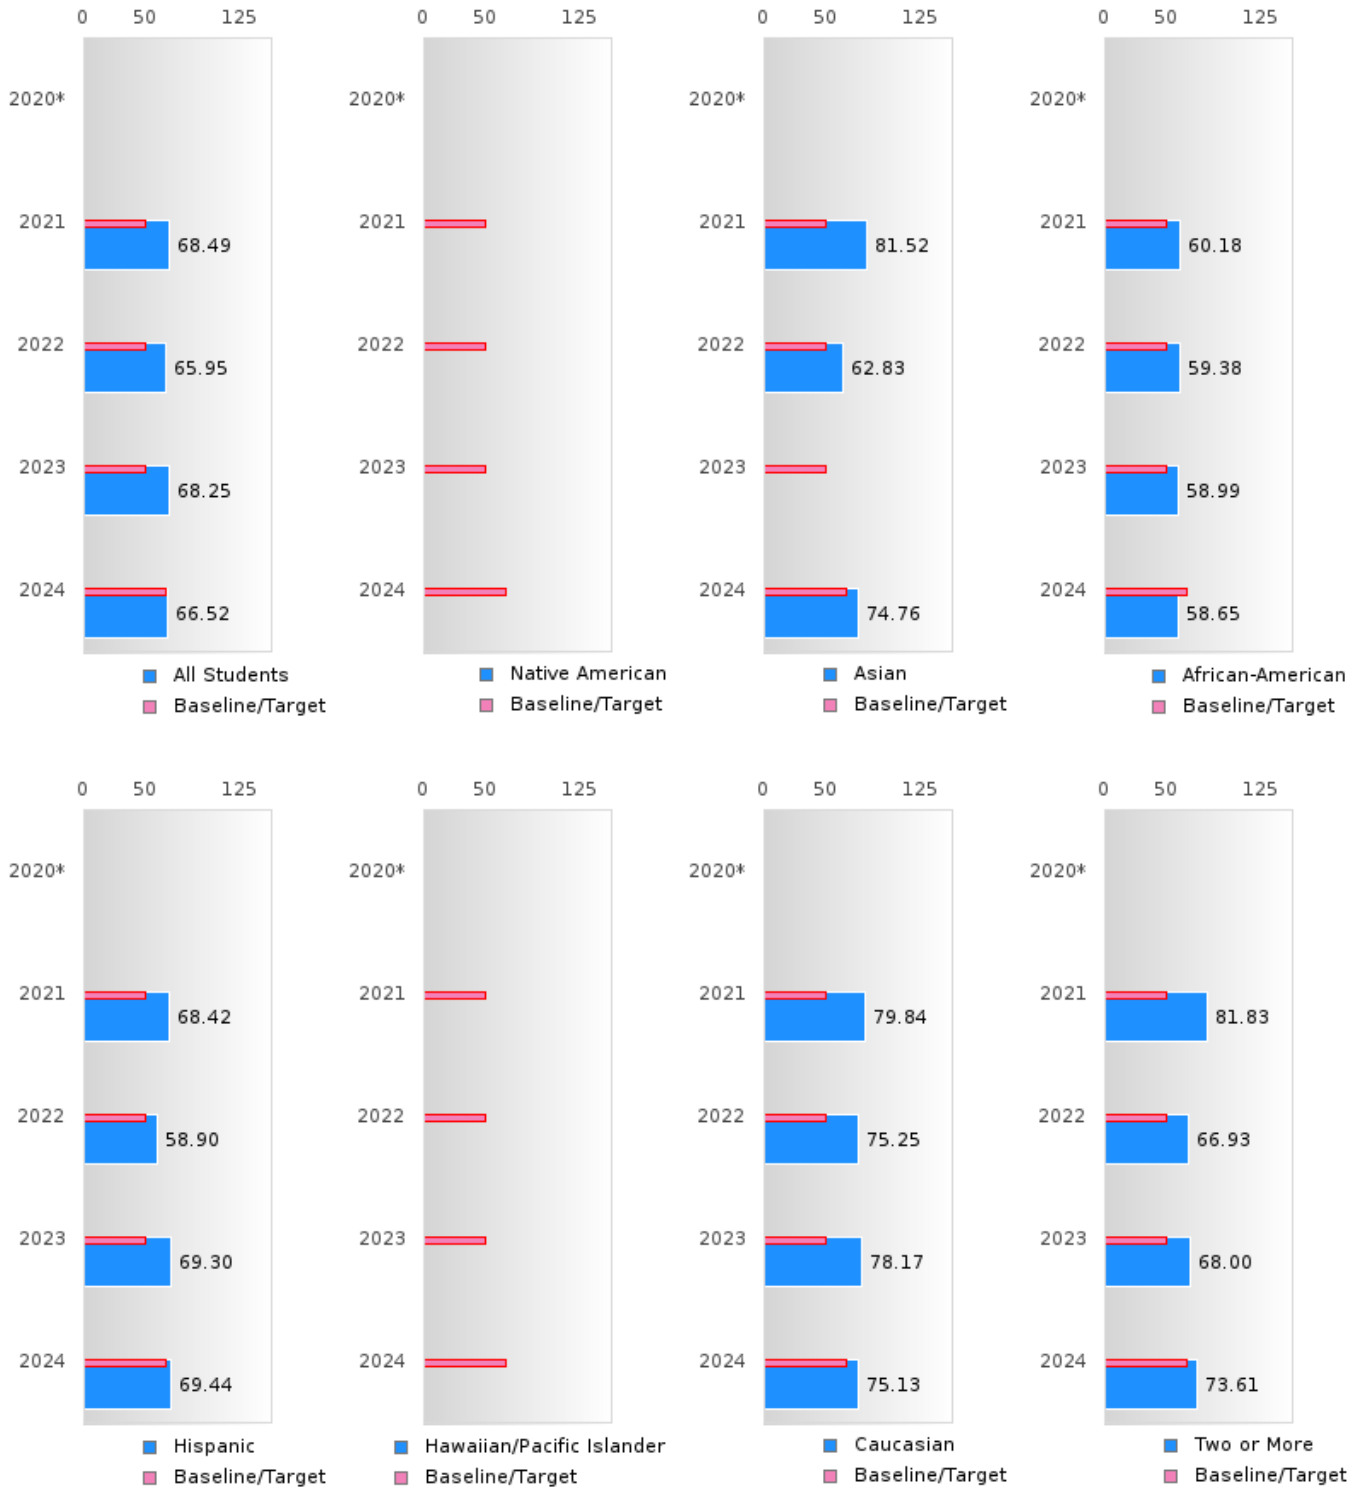 0 50 125 0 50 125 0 50 125 0 50 125
2020* 2020* 2020* 2020*
2021 2021 2021 2021
68.49 81.52 60.18
2022 2022 2022 2022
65.95 62.83 59.38
2023 2023 2023 2023
68.25 58.99
2024 2024 2024 2024
66.52 74.76 58.65
All Students Native American Asian African-American
Baseline/Target Baseline/Target Baseline/Target Baseline/Target
0 50 125 0 50 125 0 50 125 0 50 125
2020* 2020* 2020* 2020*
2021 2021 2021 2021
68.42 79.84 81.83
2022 2022 2022 2022
58.90 75.25 66.93
2023 2023 2023 2023
69.30 78.17 68.00
2024 2024 2024 2024
69.44 75.13 73.61
Hispanic Hawaiian/Pacific Islander Caucasian Two or More
Baseline/Target Baseline/Target Baseline/Target Baseline/Target